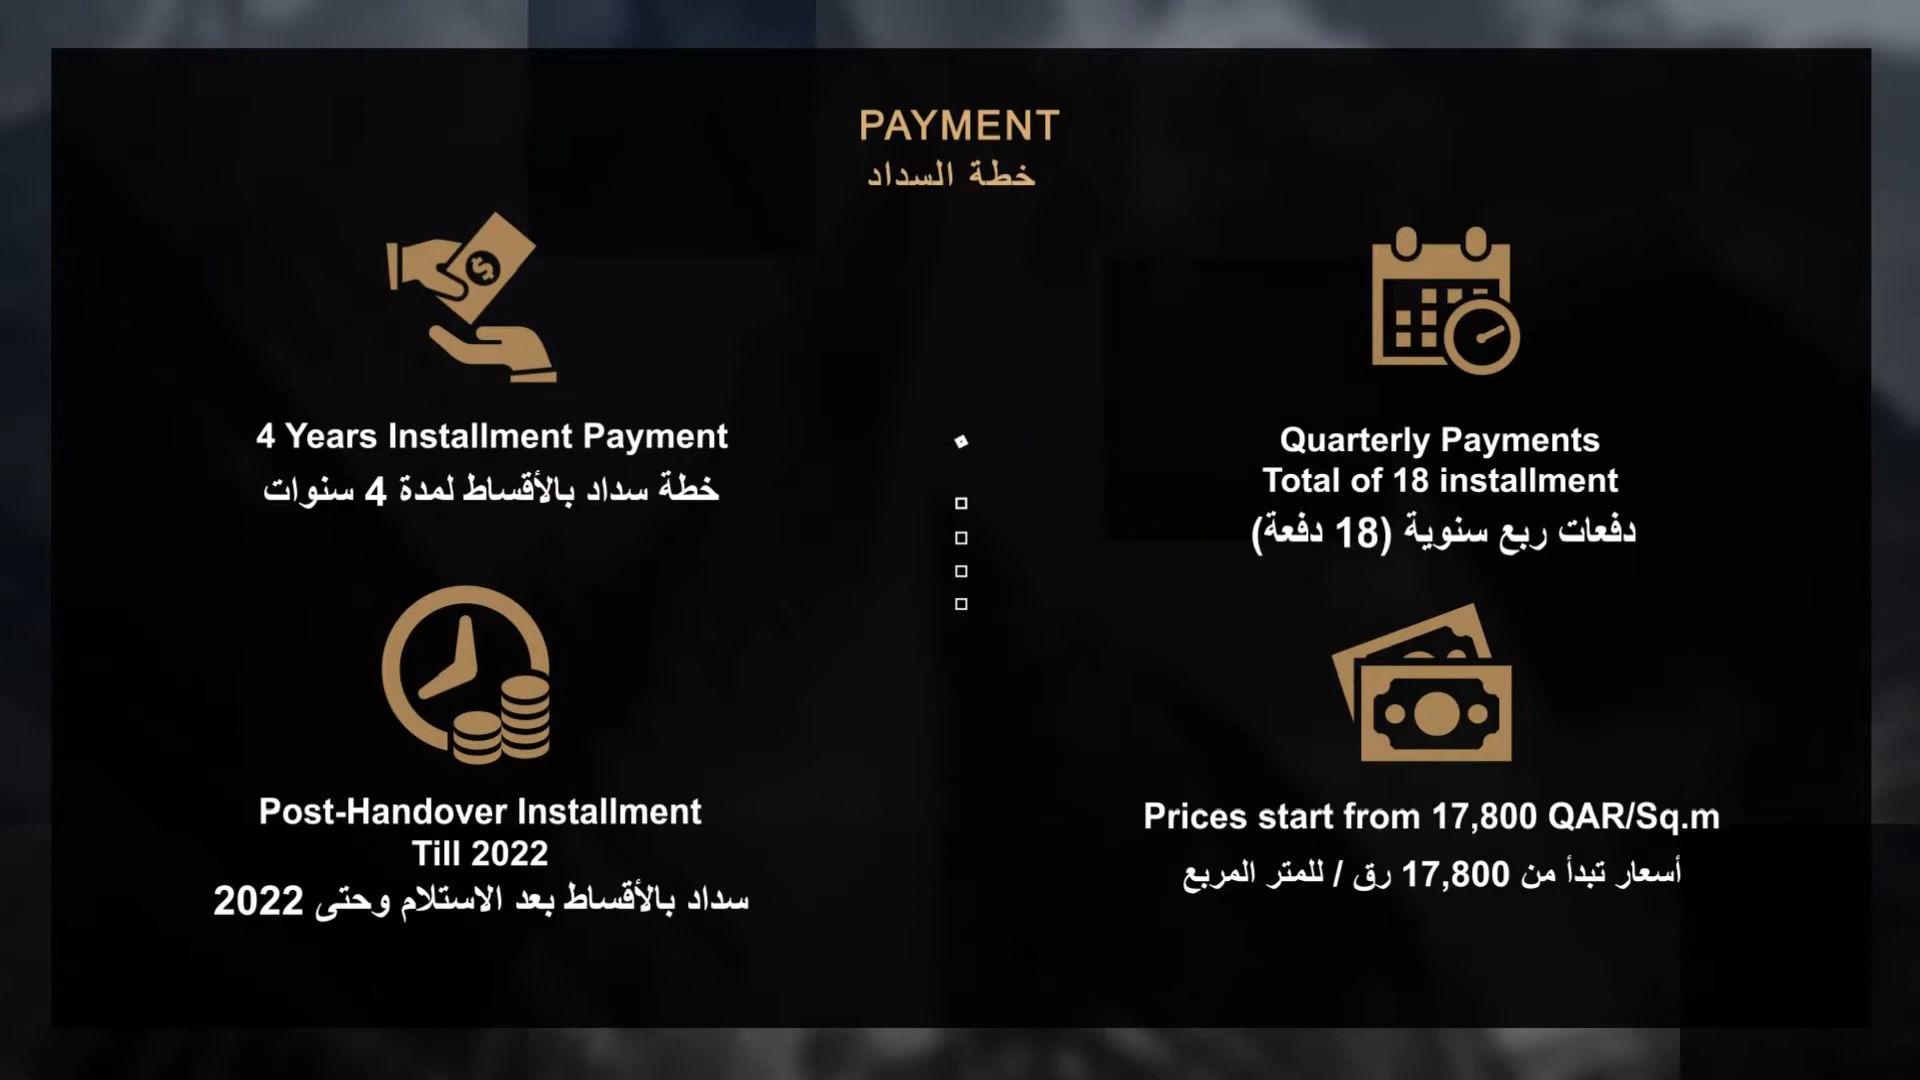 PAYMENT
خطة السداد
4 Years Installment Payment
خطة سداد بالأقساط لمدة 4 سنوات
Quarterly Payments
Total of 18 installment
دفعات ربع سنوية (18 دفعة)
Post-Handover Installment
Till 2022
سداد بالأقساط بعد الاستلام وحتى 2022
Prices start from 17,800 QAR/Sq.m
أسعار تبدأ من 17,800 رق / للمتر المربع